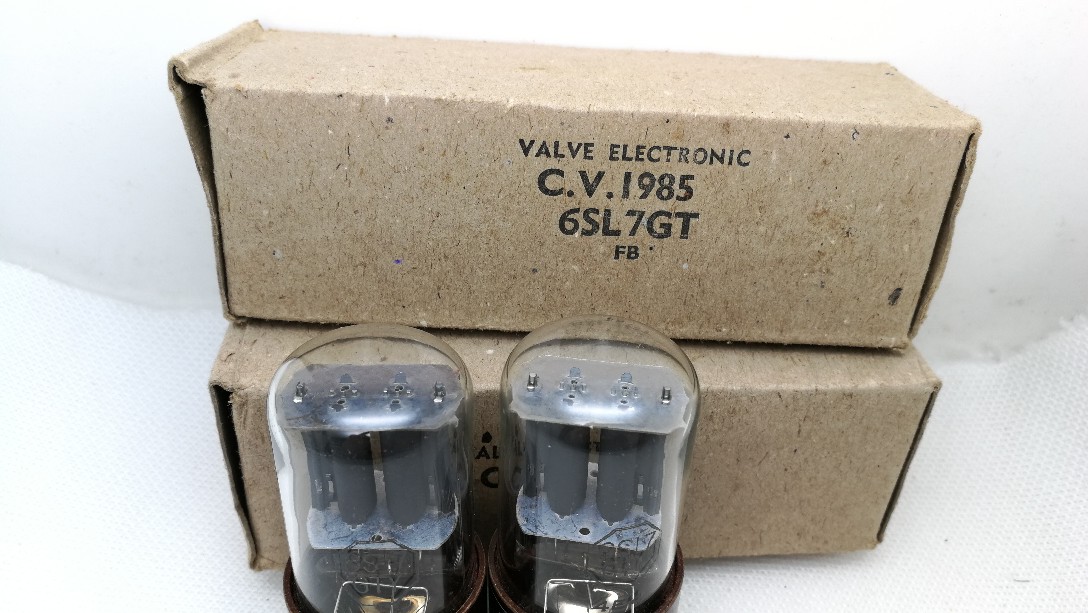 VALVE ELECTRONIC
C.V.1985
6SL7GT
FB